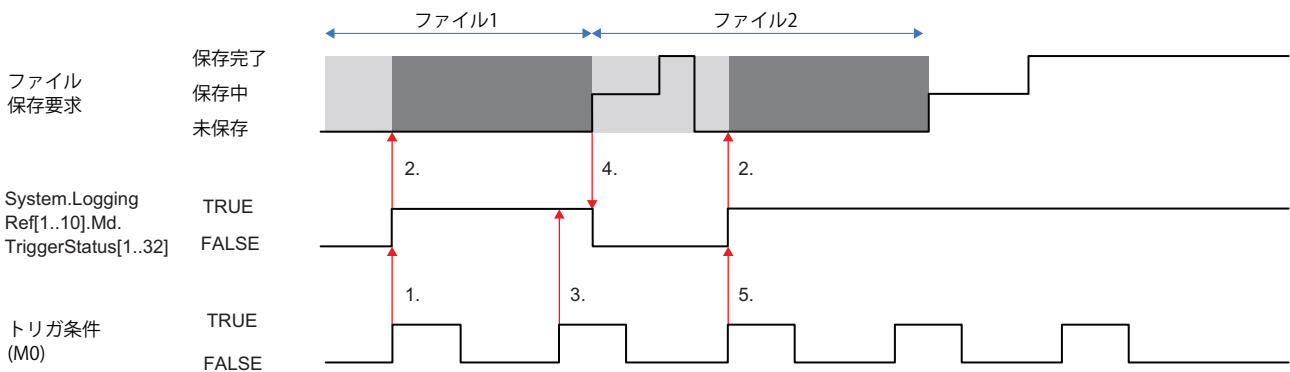 ファイル1
ファイル2
ファイル
保存要求
保存完了
保存中
未保存
2.
4.
2.
System.Logging
Ref[1..10].Md.
TriggerStatus[1..32]
TRUE
FALSE
1.
3.
5.
トリガ条件
(M0)
TRUE
FALSE